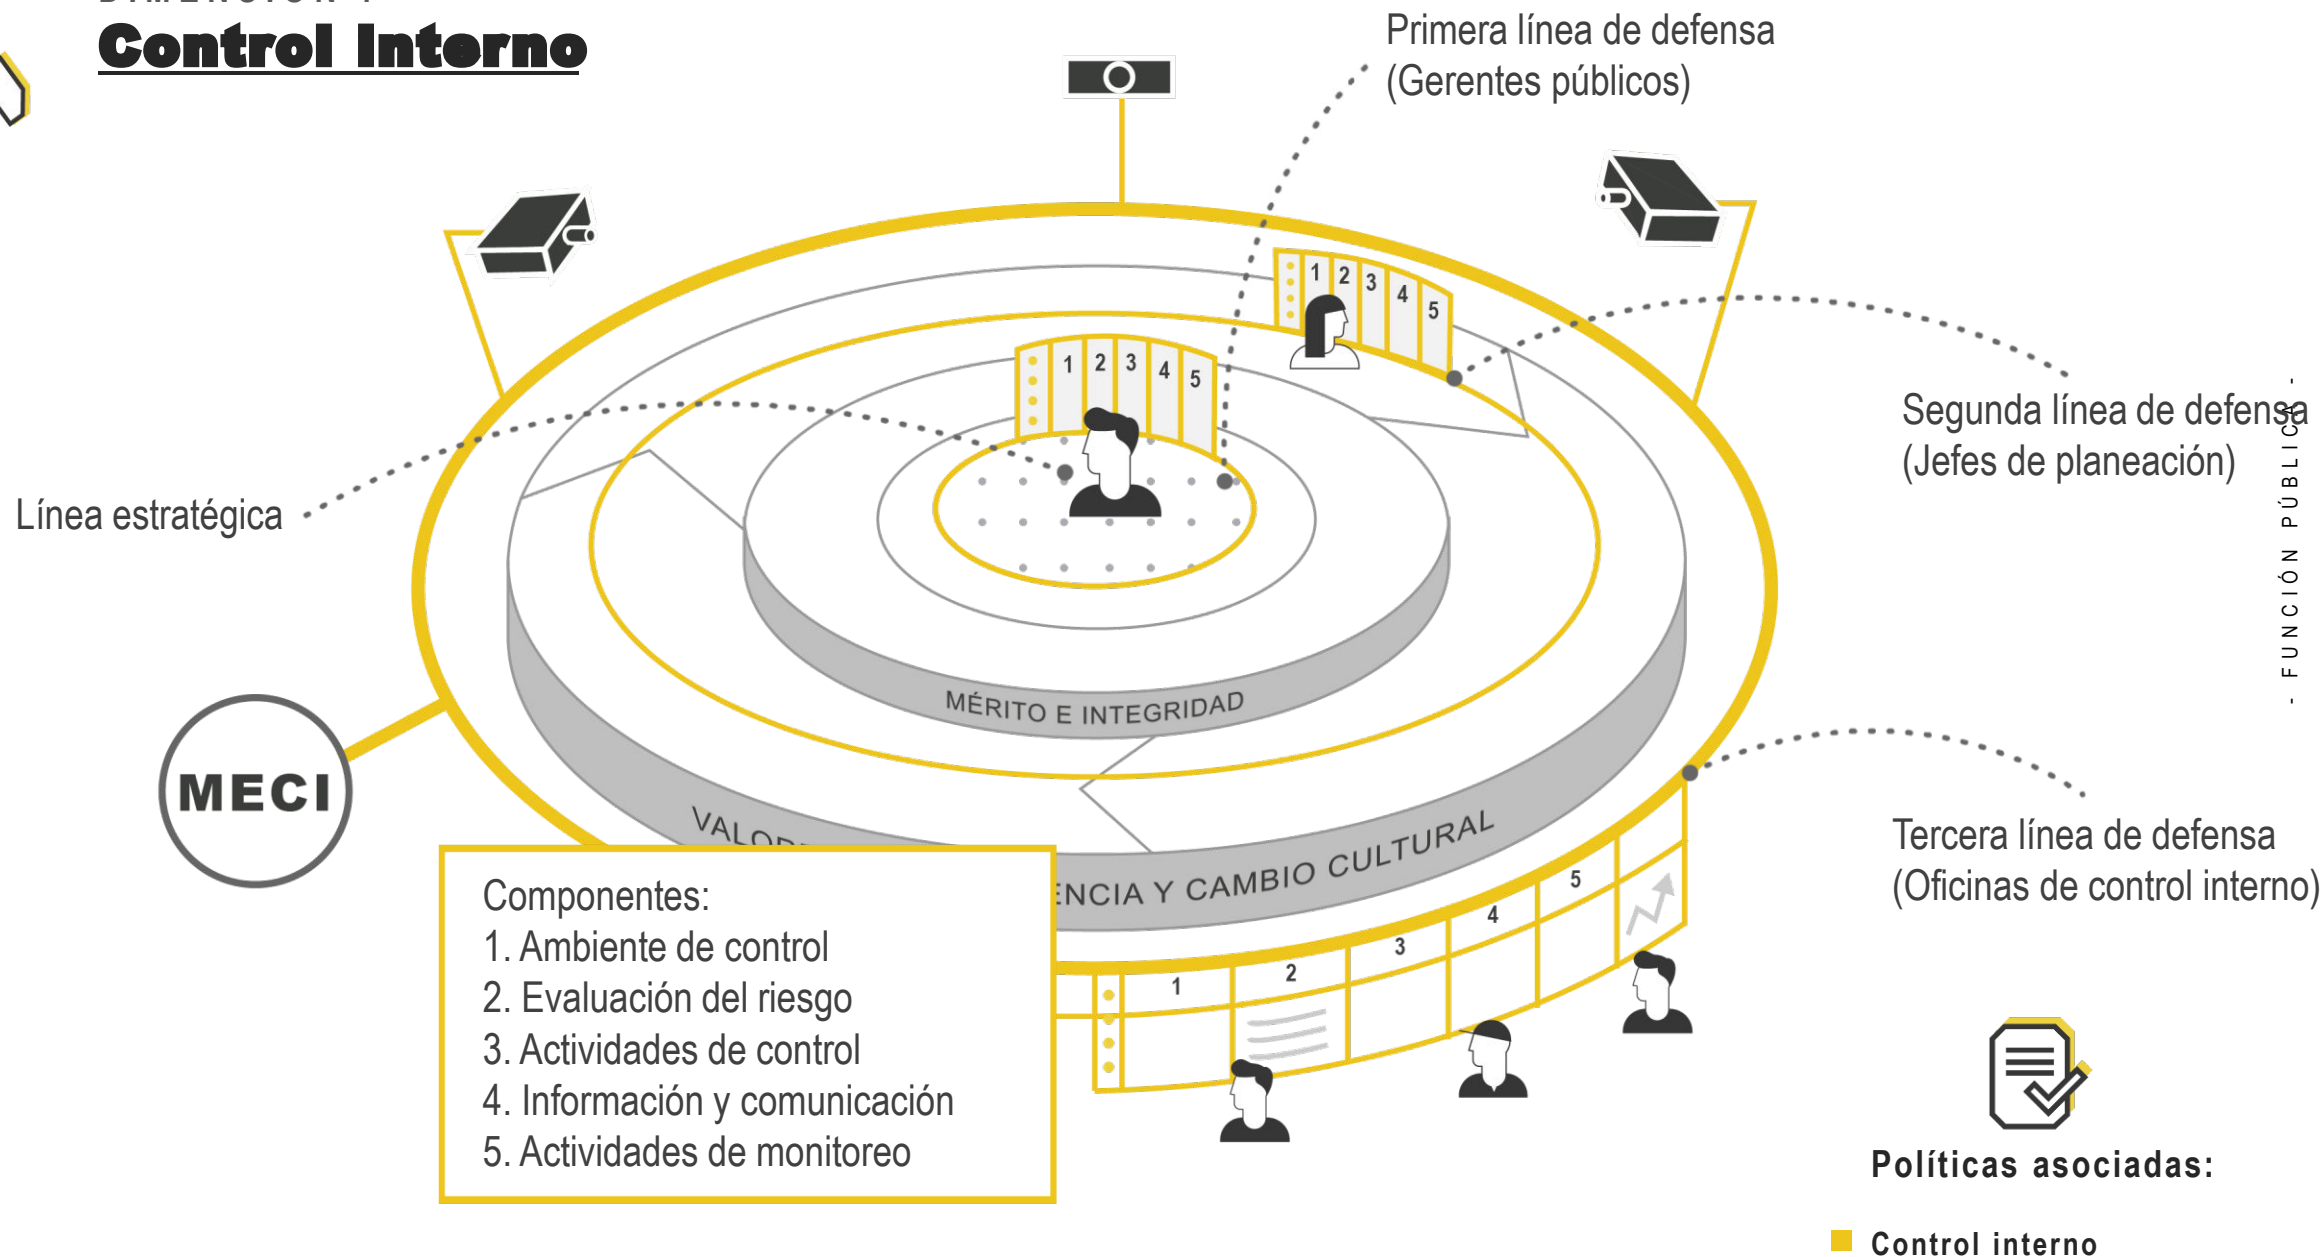 Control Interno
Primera línea de defensa
(Gerentes públicos)
1 2 3 4 5
1 2 3 4 5
Segunda línea de defensa
(Jefes de planeación)
- FUNCIÓN PÚBLICA -
Línea estratégica
MÉRITO E INTEGRIDAD
MECI
Y CAMBIO CULTURAL
Tercera línea de defensa
(Oficinas de control interno)
1 2 3 4 5
Componentes:
1. Ambiente de control
2. Evaluación del riesgo
3. Actividades de control
4. Información y comunicación
5. Actividades de monitoreo
Políticas asociadas:
Control interno